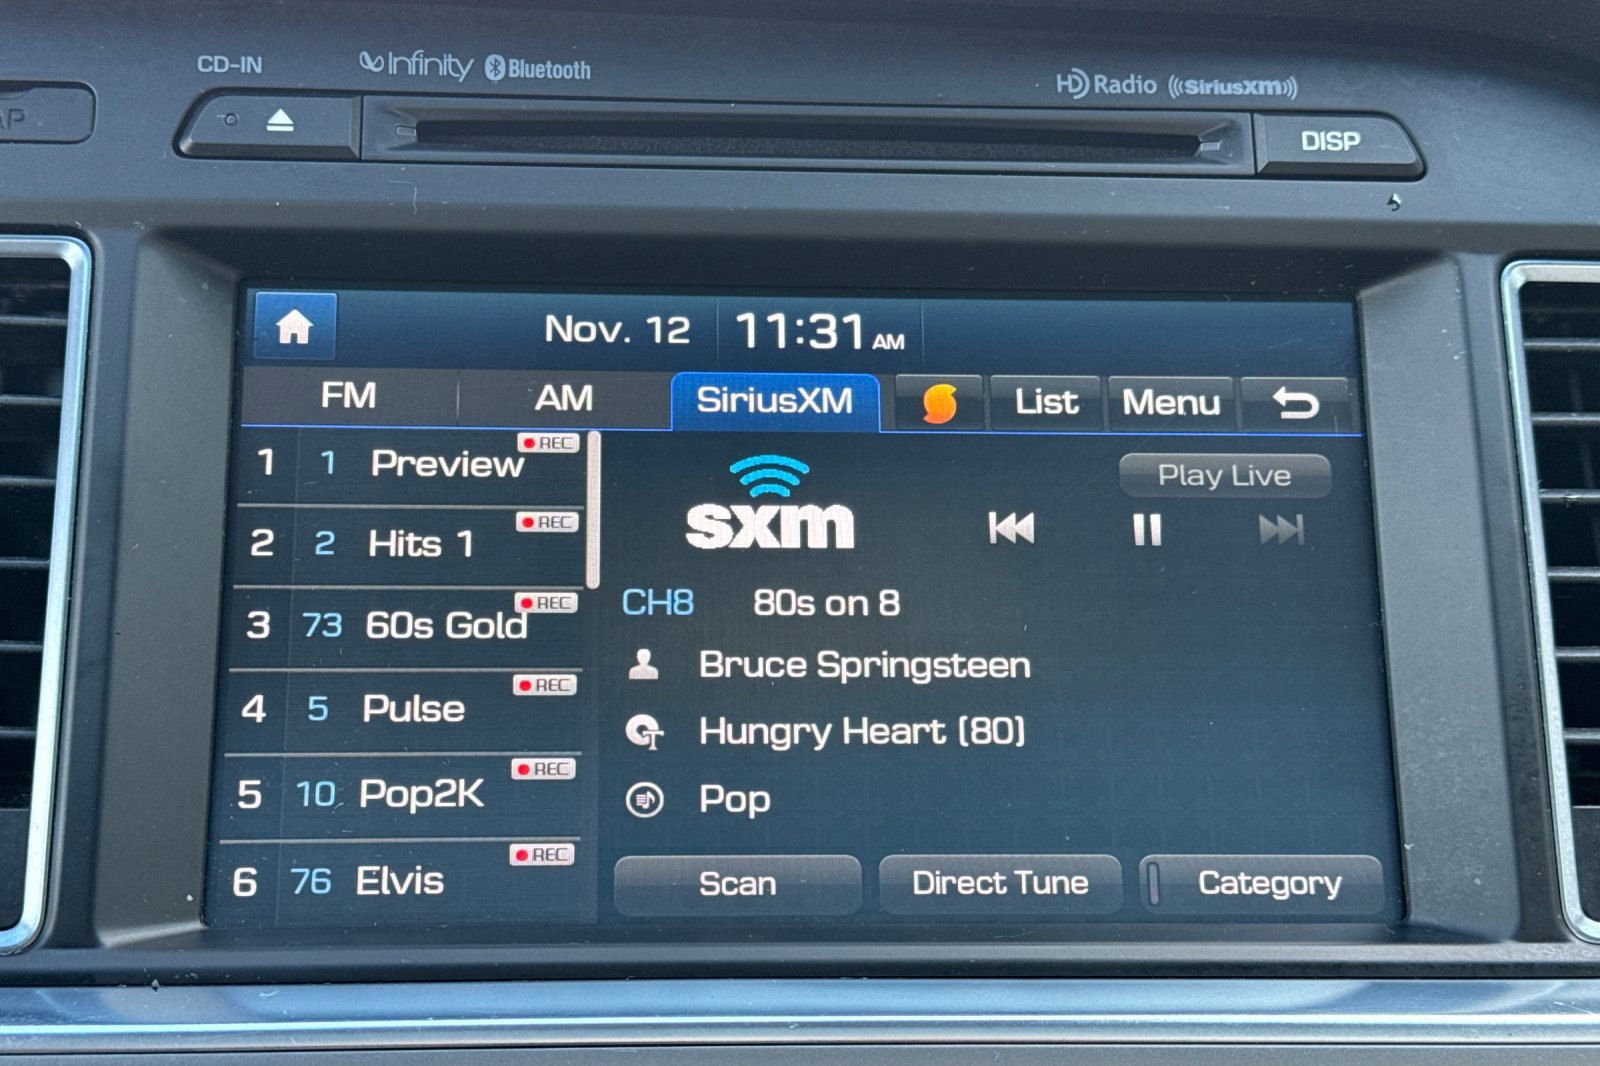 CD-IN
Infinity Bluetooth
HD Radio SiriusXM
AP
DISP
Nov. 12 11:31 AM
FM AM SiriusXM List Menu
1 1 Preview REC
2 2 Hits 1 REC
3 73 60s Gold REC
4 5 Pulse REC
5 10 Pop2K REC
6 76 Elvis REC
sxm
Play Live
CH8 80s on 8
Bruce Springsteen
Hungry Heart (80)
Pop
Scan Direct Tune Category